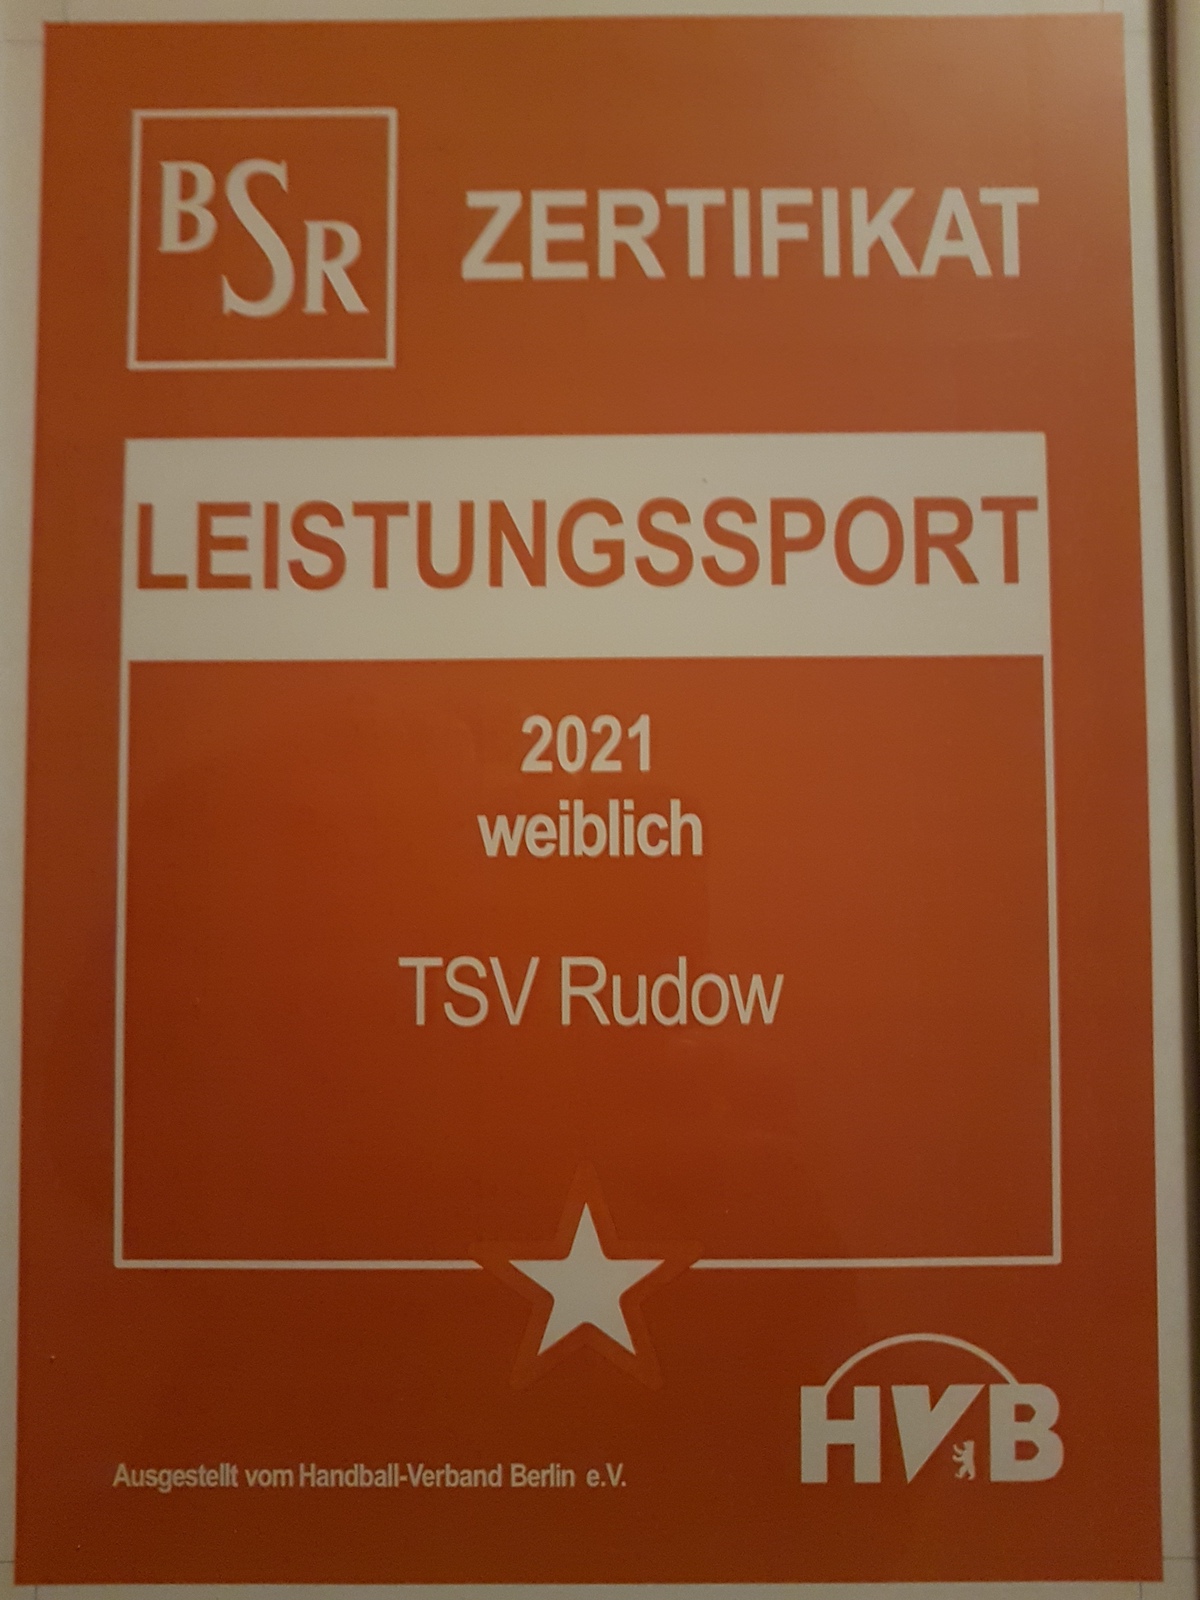 BSR
ZERTIFIKAT
LEISTUNGSSPORT
2021
weiblich
TSV Rudow
HVB
Ausgestellt vom Handball-Verband Berlin e.V.